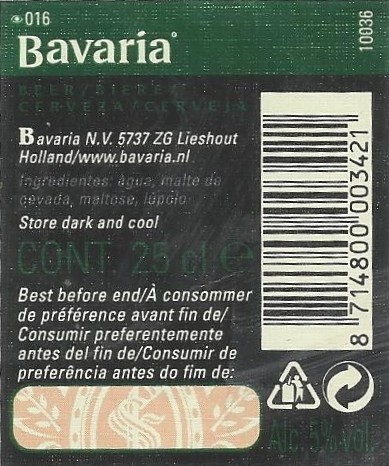 016
10036
Bavaria
BEER/BIERE/
CERVEZA/CERVEJA
Bavaria N.V. 5737 ZG Lieshout
Holland/www.bavaria.nl
Ingredientes: água, malte de
cevada, maltose, lúpulo
Store dark and cool
CONT. 25 cl e
Best before end/À consommer
de préférence avant fin de/
Consumir preferentemente
antes del fin de/Consumir de
preferência antes do fim de:
8 714800 003421
Alc. 5% vol